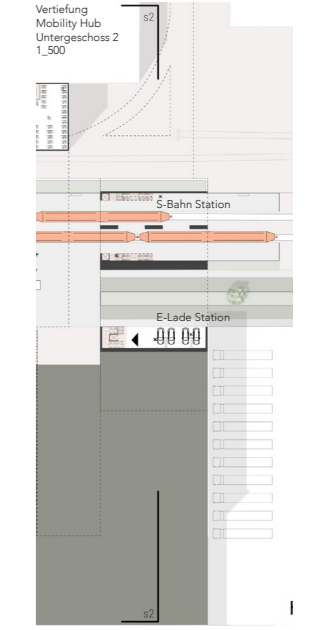 Vertiefung
Mobility Hub
Untergeschoss 2
1_500
s2
S-Bahn Station
E-Lade Station
s2